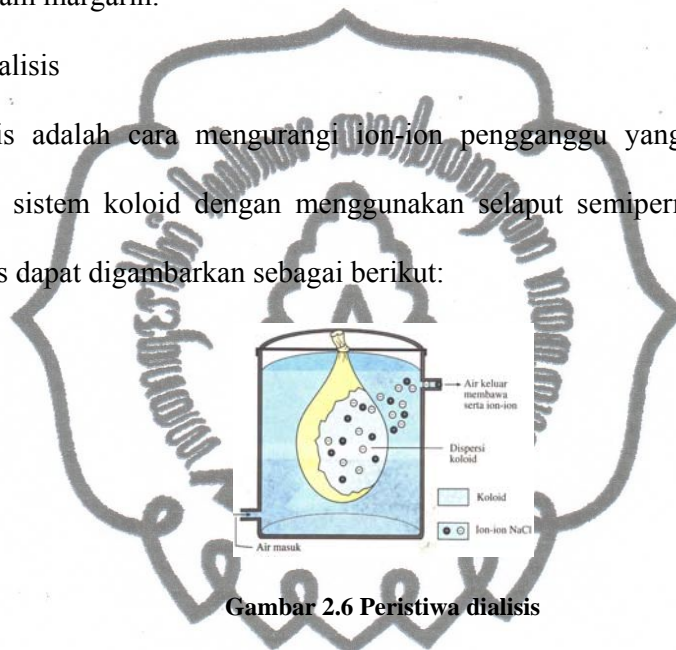 margarin.
alisis
is adalah cara mengurangi ion-ion pengganggu yang
sistem koloid dengan menggunakan selaput semiper
s dapat digambarkan sebagai berikut:
Air keluar
membawa
serta ion-ion
Dispersi
koloid
Koloid
Ion-ion NaCl
Air masuk
Gambar 2.6 Peristiwa dialisis